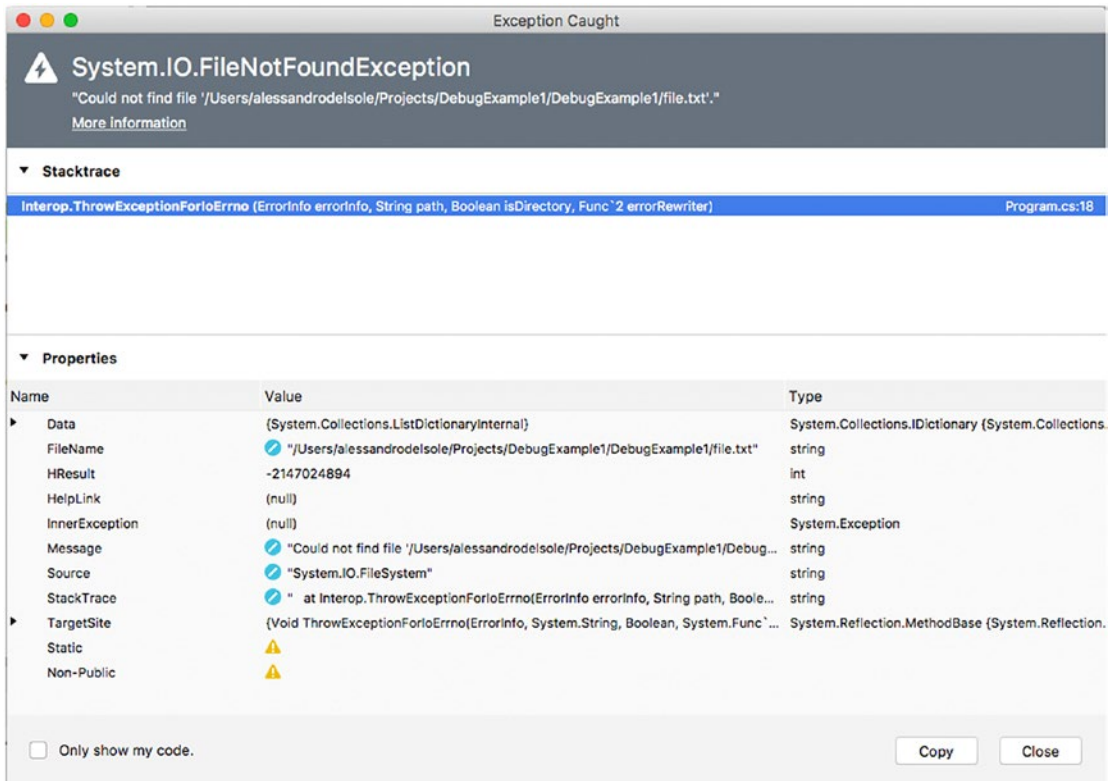 Exception Caught
System.IO.FileNotFoundException
"Could not find file '/Users/alessandrodelsole/Projects/DebugExample1/DebugExample1/file.txt'."
More information
Stacktrace
Interop.ThrowExceptionForIoErrno (ErrorInfo errorInfo, String path, Boolean isDirectory, Func`2 errorRewriter) Program.cs:18
Properties
Name Value Type
Data {System.Collections.ListDictionaryInternal} System.Collections.IDictionary {System.Collections.
FileName "/Users/alessandrodelsole/Projects/DebugExample1/DebugExample1/file.txt" string
HResult -2147024894 int
HelpLink (null) string
InnerException (null) System.Exception
Message "Could not find file '/Users/alessandrodelsole/Projects/DebugExample1/Debug... string
Source "System.IO.FileSystem" string
StackTrace " at Interop.ThrowExceptionForIoErrno(ErrorInfo errorInfo, String path, Boole... string
TargetSite {Void ThrowExceptionForIoErrno(ErrorInfo, System.String, Boolean, System.Func`... System.Reflection.MethodBase {System.Reflection.
Static
Non-Public
Only show my code. Copy Close